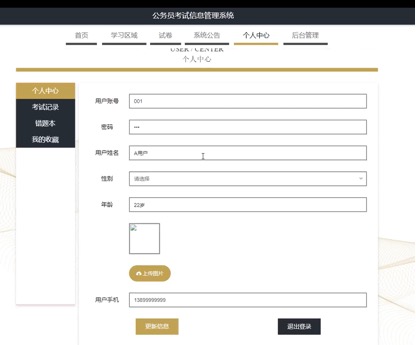 公务员考试信息管理系统
首页 学习区域 试卷 系统公告 个人中心 后台管理
USER / CENTER
个人中心
个人中心
考试记录
错题本
我的收藏
用户账号 001
密码 •••
用户姓名 A用户
性别 请选择
年龄 22岁
上传图片
用户手机 13899999999
更新信息 退出登录